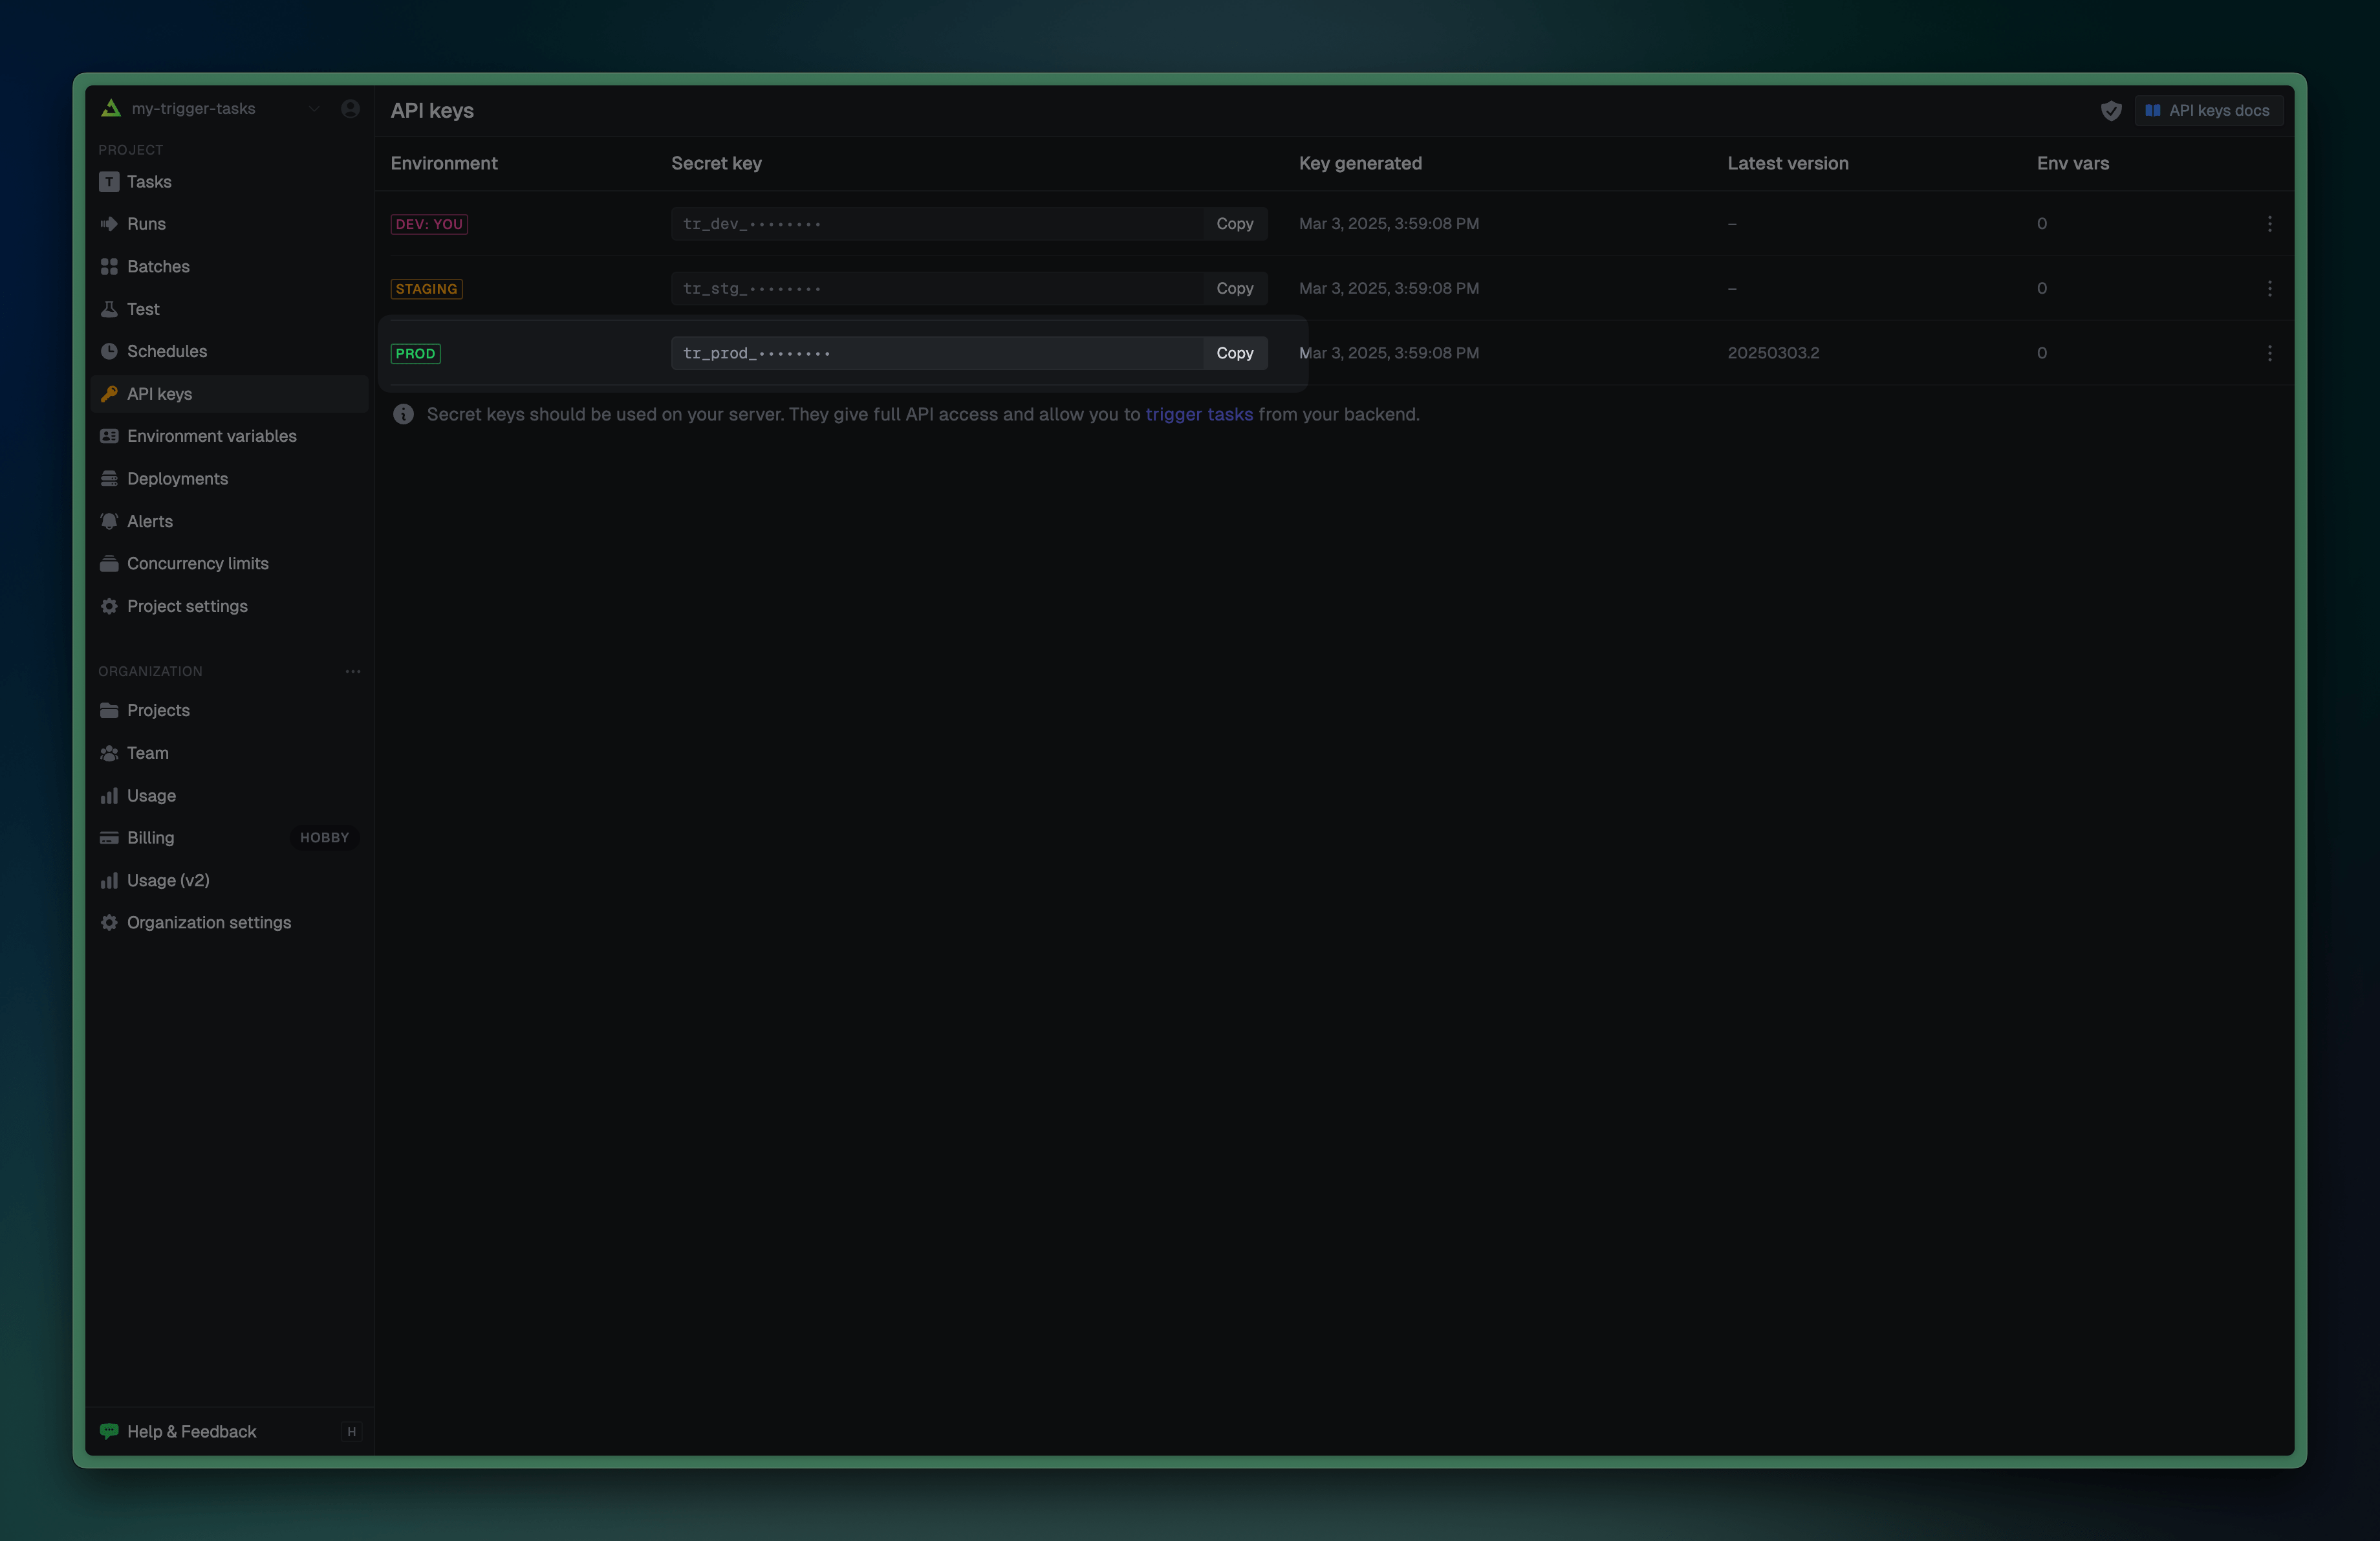 my-trigger-tasks
PROJECT
T Tasks
Runs
Batches
Test
Schedules
API keys
Environment variables
Deployments
Alerts
Concurrency limits
Project settings
ORGANIZATION
Projects
Team
Usage
Billing HOBBY
Usage (v2)
Organization settings
Help & Feedback H
API keys
API keys docs
Environment Secret key Key generated Latest version Env vars
DEV: YOU tr_dev_•••••••• Copy Mar 3, 2025, 3:59:08 PM – 0
STAGING tr_stg_•••••••• Copy Mar 3, 2025, 3:59:08 PM – 0
PROD tr_prod_•••••••• Copy Mar 3, 2025, 3:59:08 PM 20250303.2 0
Secret keys should be used on your server. They give full API access and allow you to trigger tasks from your backend.